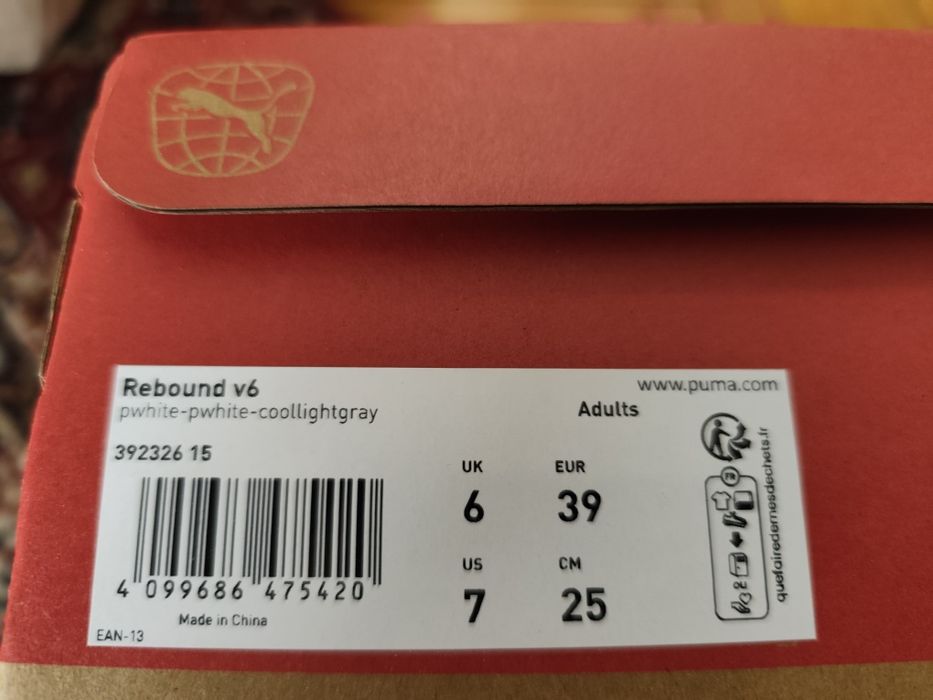 Rebound v6
pwhite-pwhite-coollightgray
www.puma.com
Adults
392326 15
UK
EUR
6
39
US
CM
7
25
4 099686 475420
Made in China
EAN-13
FR
quefairedemesdechets.fr